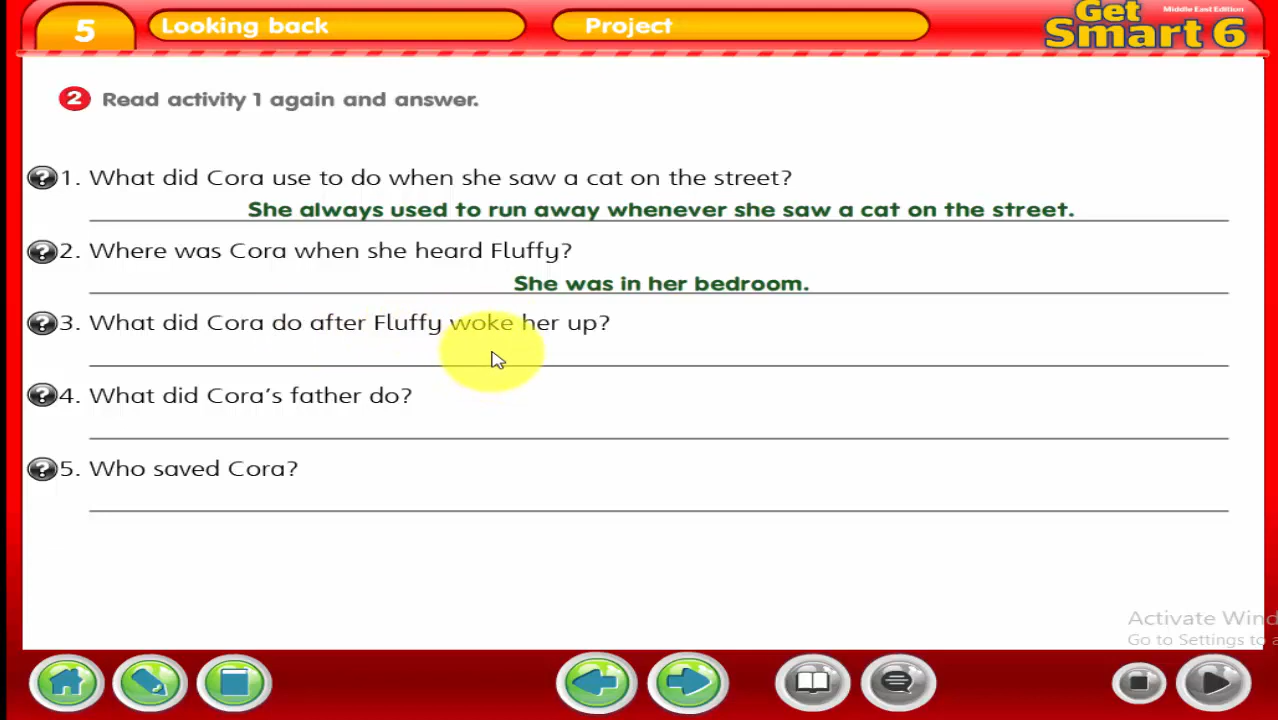 5
Looking back
Project
Middle East Edition
Get
Smart 6
2 Read activity 1 again and answer.
1. What did Cora use to do when she saw a cat on the street?
She always used to run away whenever she saw a cat on the street.
2. Where was Cora when she heard Fluffy?
She was in her bedroom.
3. What did Cora do after Fluffy woke her up?
4. What did Cora's father do?
5. Who saved Cora?
Activate Wind
Go to Settings to a